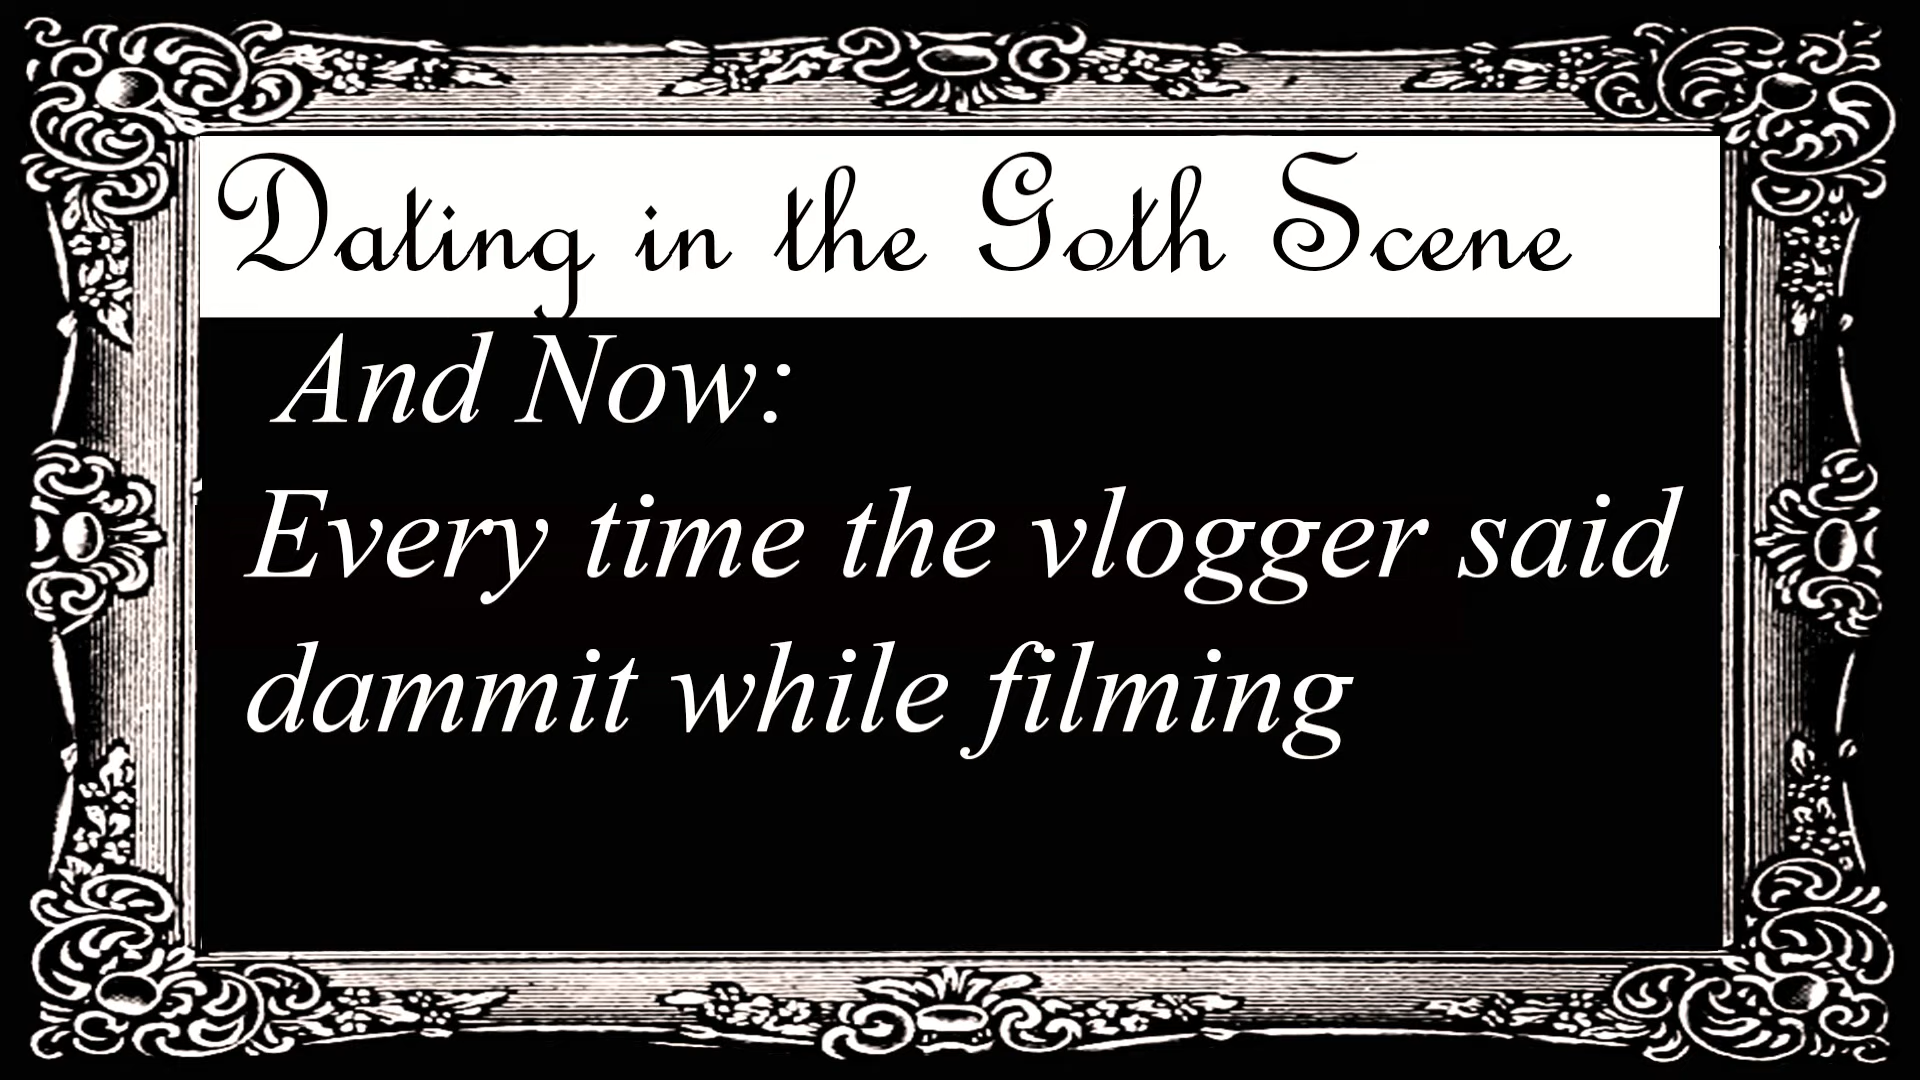 Dating in the Goth Scene
And Now:
Every time the vlogger said
dammit while filming